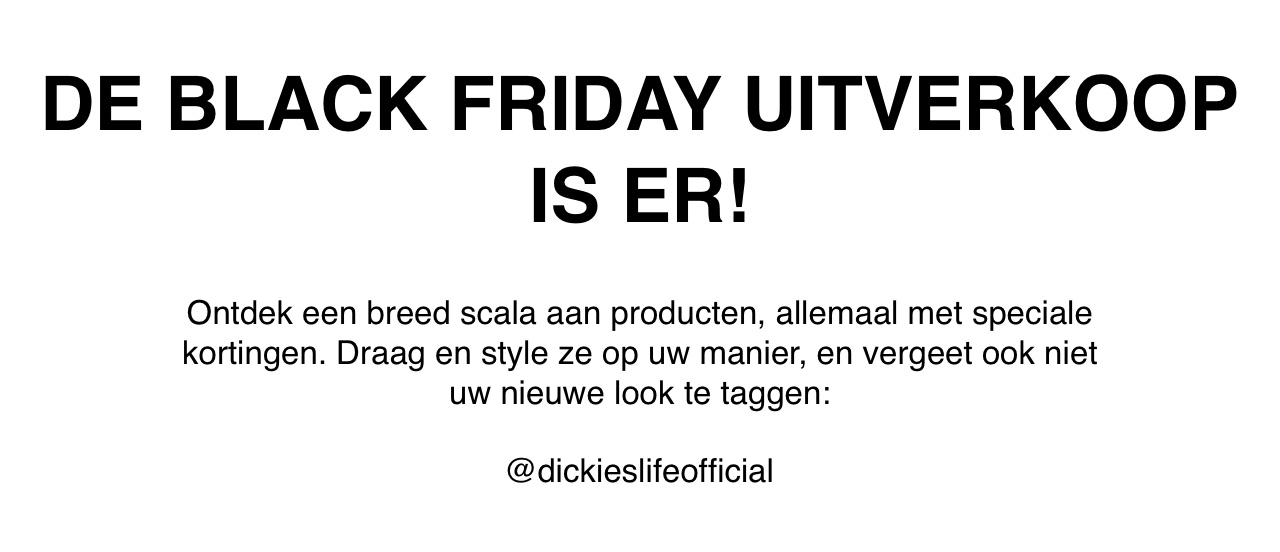 DE BLACK FRIDAY UITVERKOOP
IS ER!
Ontdek een breed scala aan producten, allemaal met speciale
kortingen. Draag en style ze op uw manier, en vergeet ook niet
uw nieuwe look te taggen:
@dickieslifeofficial